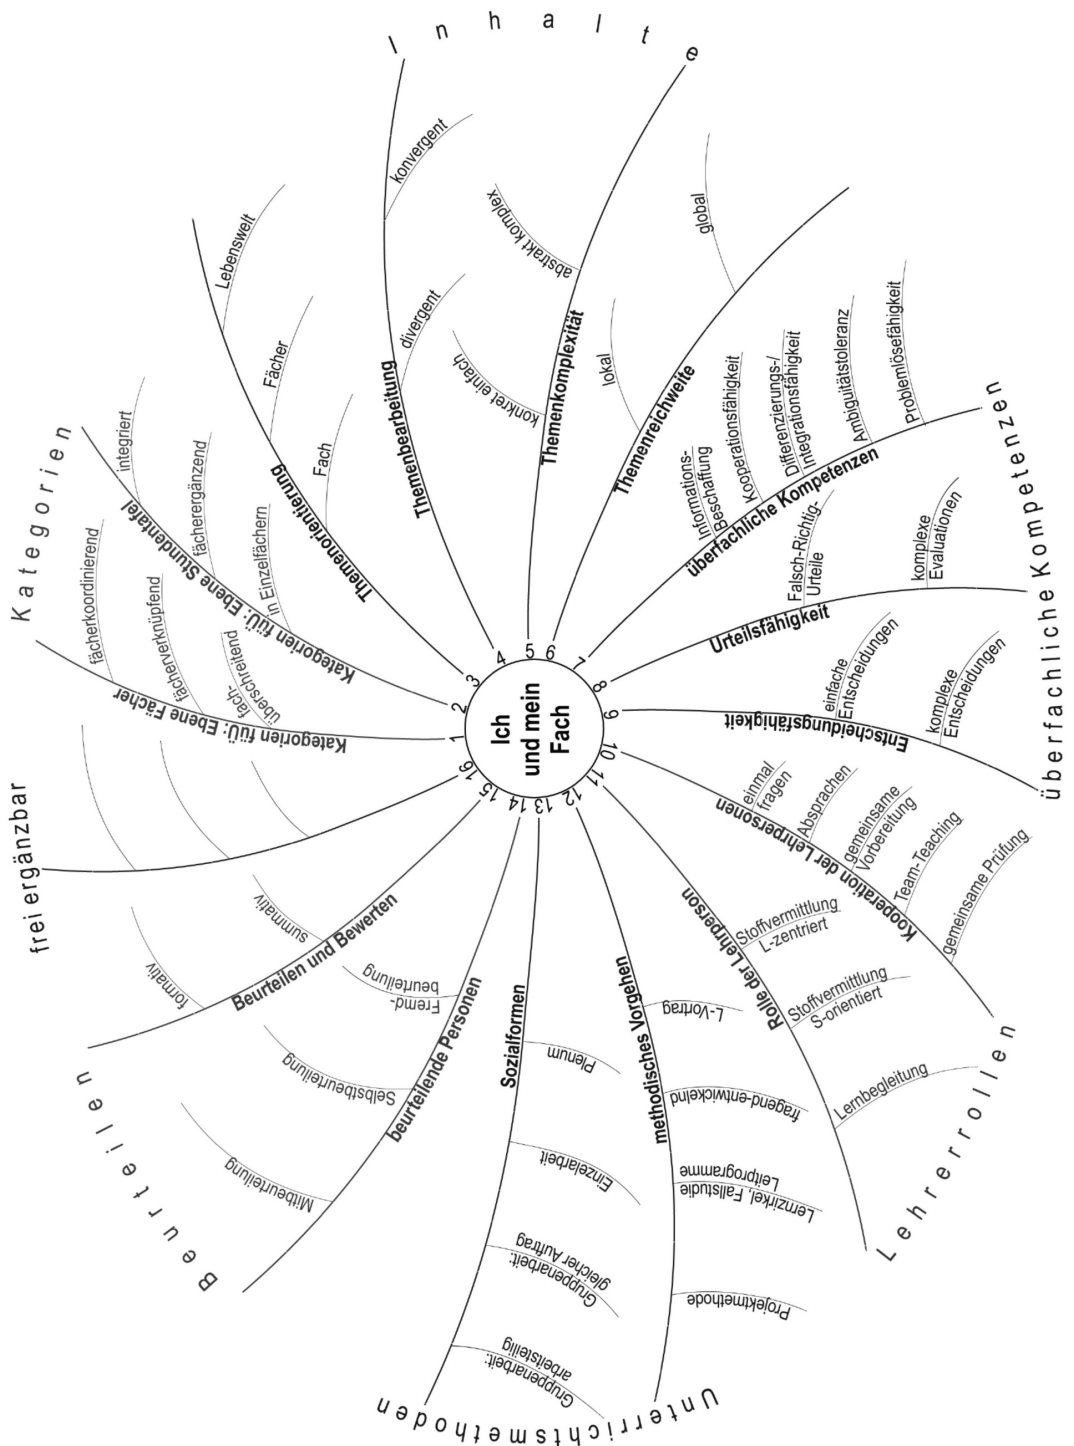 Inhalte
konvergent
divergent
Themenbearbeitung
abstrakt komplex
konkret einfach
Themenkomplexität
global
lokal
Themenreichweite
Lebenswelt
Fächer
Fach
Themenorientierung
Kategorien
integriert
fächerergänzend
in Einzelfächern
Kategorien füU: Ebene Stundentafel
fächerkoordinierend
fächerverknüpfend
fach-
überschreitend
Kategorien füU: Ebene Fächer
Ich
und mein
Fach
1
2
3
4
5
6
7
8
9
10
11
12
13
14
15
16
überfachliche Kompetenzen
Informations-
Beschaffung
Kooperationsfähigkeit
Differenzierungs-/
Integrationsfähigkeit
Ambiguitätstoleranz
Problemlösefähigkeit
überfachliche Kompetenzen
Falsch-Richtig-
Urteile
komplexe
Evaluationen
Urteilsfähigkeit
einfache
Entscheidungen
komplexe
Entscheidungen
Entscheidungsfähigkeit
einmal
fragen
Absprachen
gemeinsame
Vorbereitung
Team-Teaching
gemeinsame Prüfung
Kooperation der Lehrpersonen
Stoffvermittlung
L-zentriert
Stoffvermittlung
S-orientiert
Lernbegleitung
Rolle der Lehrperson
Lehrerrollen
L-Vortrag
fragend-entwickelnd
Lernzirkel, Fallstudie
Leitprogramme
Projektmethode
methodisches Vorgehen
Plenum
Einzelarbeit
Gruppenarbeit:
gleicher Auftrag
Gruppenarbeit:
arbeitsteilig
Sozialformen
Unterrichtsmethoden
Fremd-
beurteilung
Selbstbeurteilung
Mitbeurteilung
beurteilende Personen
summativ
formativ
Beurteilen und Bewerten
Beurteilen
frei ergänzbar